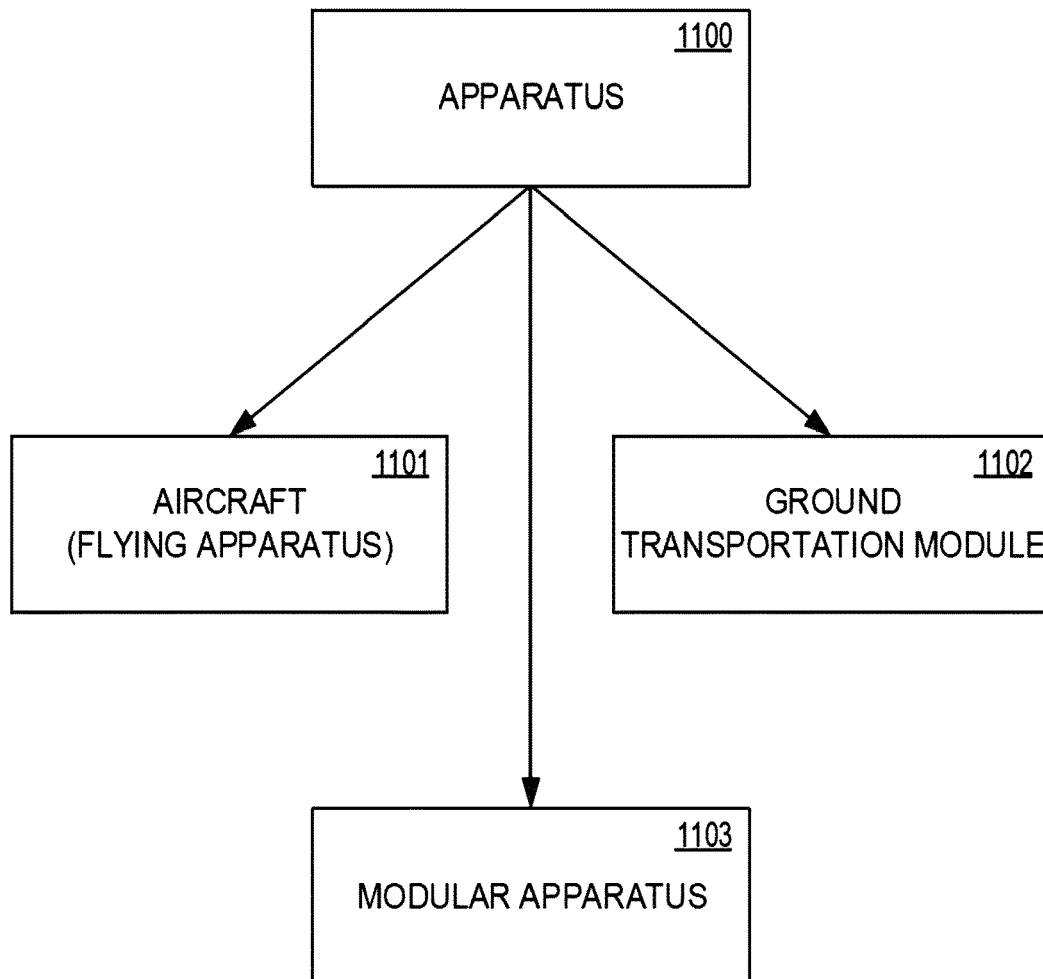 1100
APPARATUS
1101
AIRCRAFT
(FLYING APPARATUS)
1102
GROUND
TRANSPORTATION MODULE
1103
MODULAR APPARATUS